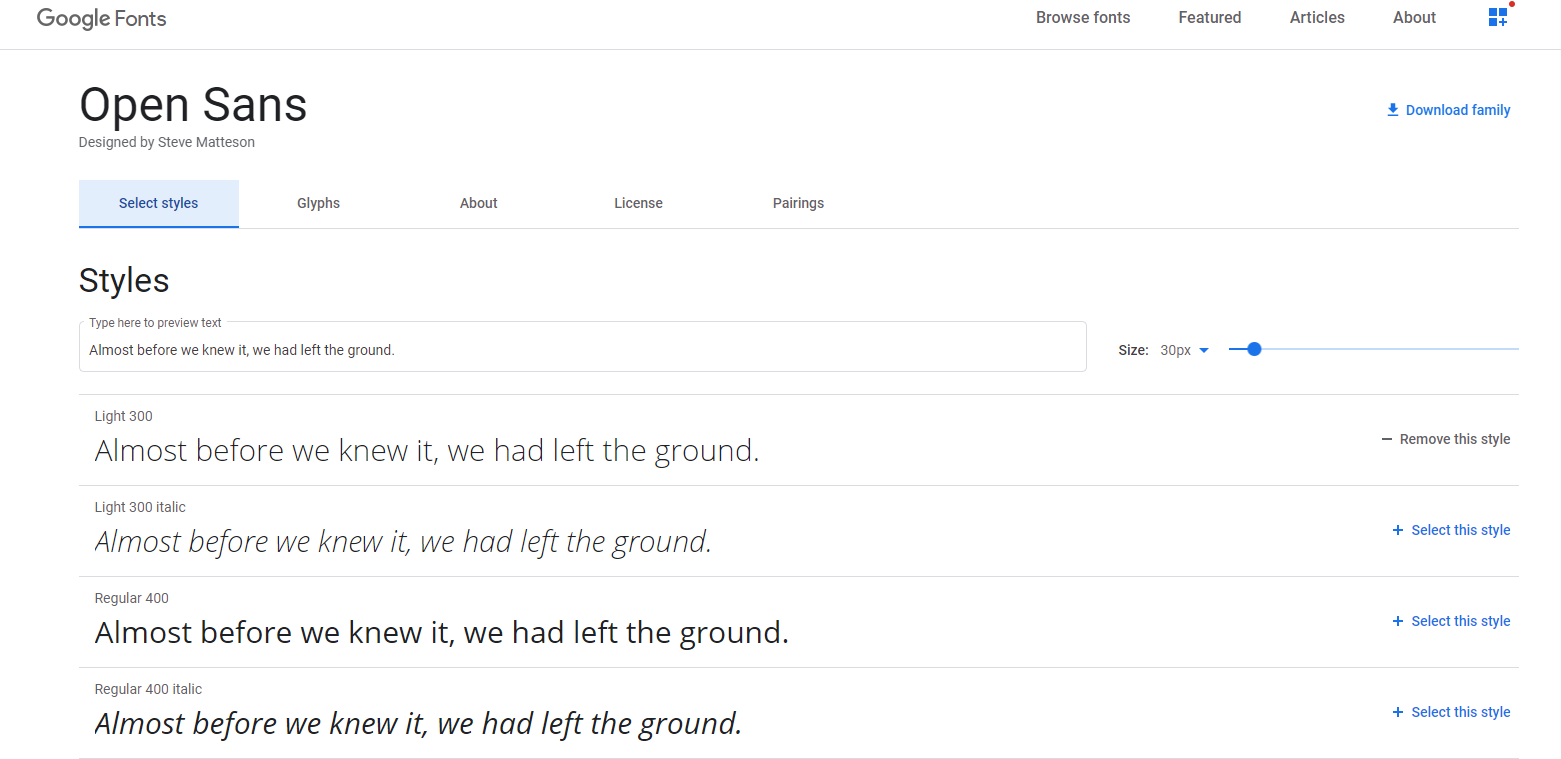 Google Fonts
Browse fonts Featured Articles About
Open Sans
Download family
Designed by Steve Matteson
Select styles Glyphs About License Pairings
Styles
Type here to preview text
Almost before we knew it, we had left the ground.
Size: 30px
Light 300
Almost before we knew it, we had left the ground.
Remove this style
Light 300 italic
Almost before we knew it, we had left the ground.
Select this style
Regular 400
Almost before we knew it, we had left the ground.
Select this style
Regular 400 italic
Almost before we knew it, we had left the ground.
Select this style